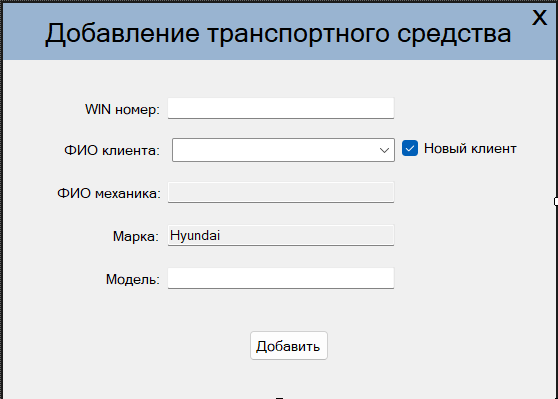 Добавление транспортного средства X
WIN номер:
ФИО клиента: Новый клиент
ФИО механика:
Марка: Hyundai
Модель:
Добавить